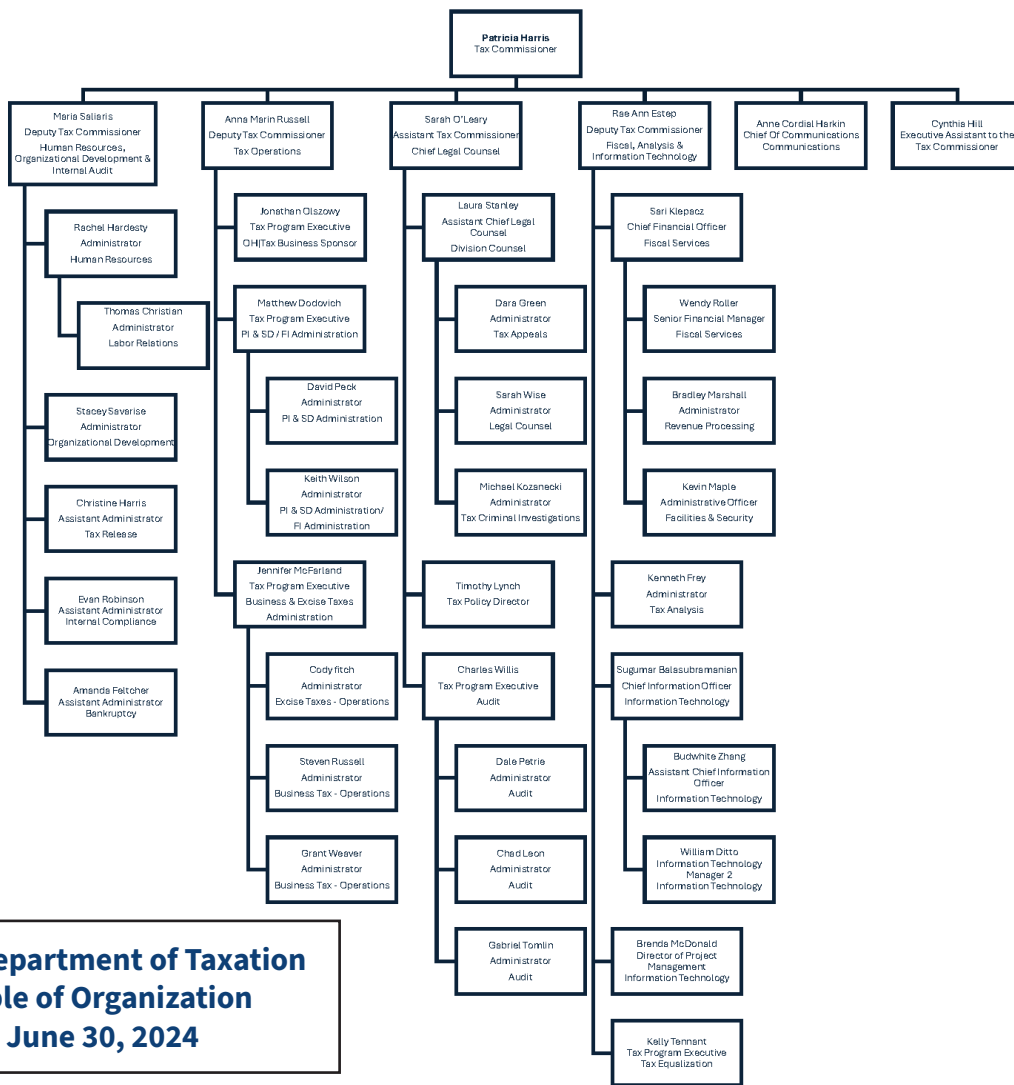 Patricia Harris
Tax Commissioner
Maria Saliaris
Deputy Tax Commissioner
Human Resources,
Organizational Development &
Internal Audit
Rachel Hardesty
Administrator
Human Resources
Thomas Christian
Administrator
Labor Relations
Stacey Savarise
Administrator
Organizational Development
Christine Harris
Assistant Administrator
Tax Release
Evan Robinson
Assistant Administrator
Internal Compliance
Amanda Feltcher
Assistant Administrator
Bankruptcy
Anna Marin Russell
Deputy Tax Commissioner
Tax Operations
Jonathan Olszowy
Tax Program Executive
OH|Tax Business Sponsor
Matthew Dodovich
Tax Program Executive
PI & SD / FI Administration
David Peck
Administrator
PI & SD Administration
Keith Wilson
Administrator
PI & SD Administration/
FI Administration
Jennifer McFarland
Tax Program Executive
Business & Excise Taxes
Administration
Cody fitch
Administrator
Excise Taxes - Operations
Steven Russell
Administrator
Business Tax - Operations
Grant Weaver
Administrator
Business Tax - Operations
Sarah O'Leary
Assistant Tax Commissioner
Chief Legal Counsel
Laura Stanley
Assistant Chief Legal
Counsel
Division Counsel
Dara Green
Administrator
Tax Appeals
Sarah Wise
Administrator
Legal Counsel
Michael Kozanecki
Administrator
Tax Criminal Investigations
Timothy Lynch
Tax Policy Director
Charles Willis
Tax Program Executive
Audit
Dale Petrie
Administrator
Audit
Chad Leon
Administrator
Audit
Gabriel Tomlin
Administrator
Audit
Rae Ann Estep
Deputy Tax Commissioner
Fiscal, Analysis &
Information Technology
Sari Klepacz
Chief Financial Officer
Fiscal Services
Wendy Roller
Senior Financial Manager
Fiscal Services
Bradley Marshall
Administrator
Revenue Processing
Kevin Maple
Administrative Officer
Facilities & Security
Kenneth Frey
Administrator
Tax Analysis
Sugumar Balasubramanian
Chief Information Officer
Information Technology
Budwhite Zhang
Assistant Chief Information
Officer
Information Technology
William Ditto
Information Technology
Manager 2
Information Technology
Brenda McDonald
Director of Project
Management
Information Technology
Kelly Tennant
Tax Program Executive
Tax Equalization
Anne Cordial Harkin
Chief Of Communications
Communications
Cynthia Hill
Executive Assistant to the
Tax Commissioner
epartment of Taxation
ple of Organization
June 30, 2024